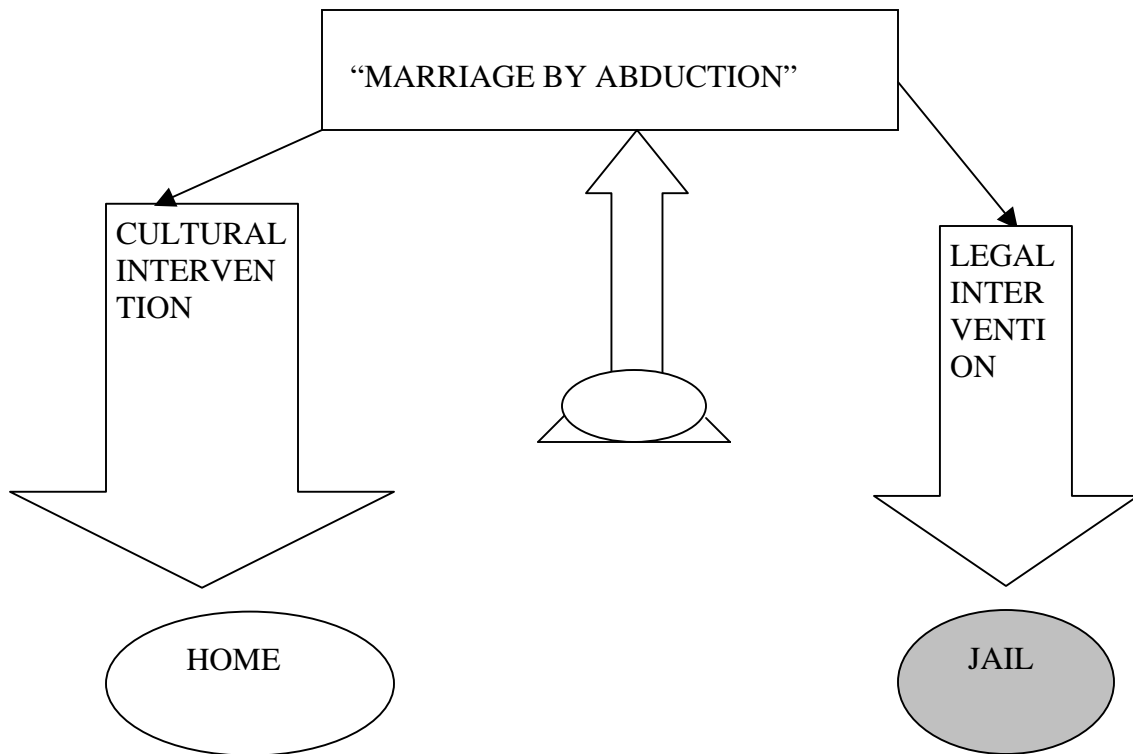 “MARRIAGE BY ABDUCTION”
CULTURAL
INTERVEN
TION
LEGAL
INTER
VENTI
ON
HOME
JAIL